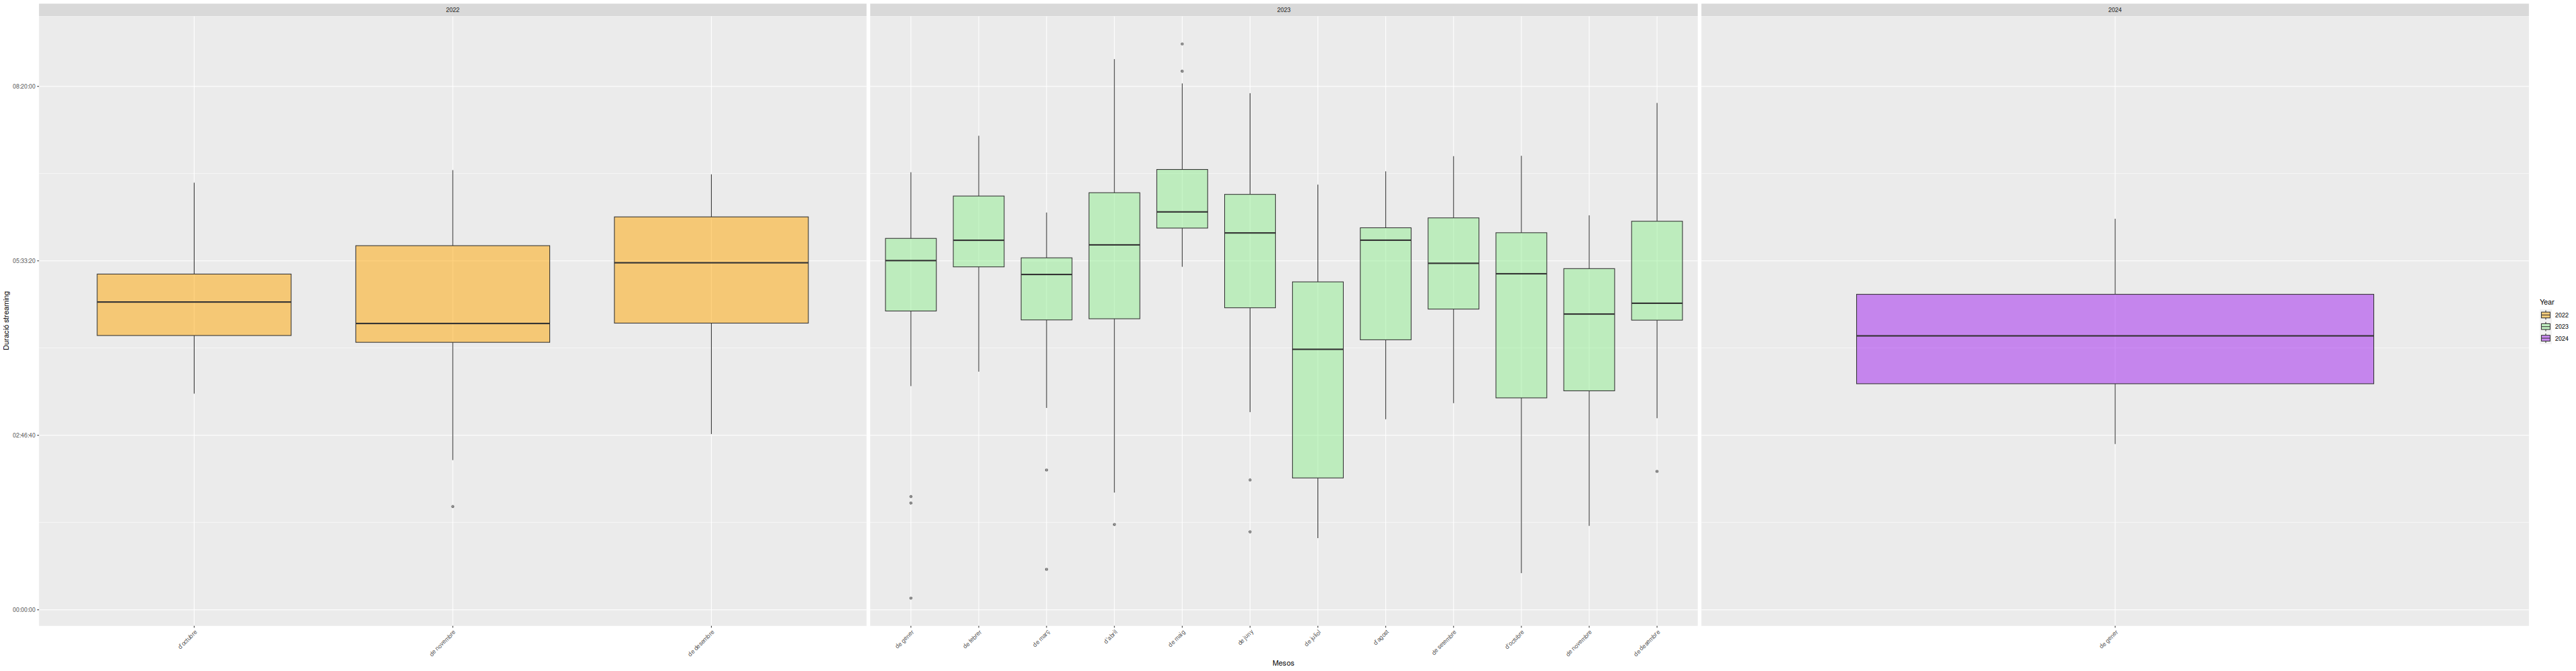 2022
2023
2024
08:20:00
05:33:20
02:46:40
00:00:00
Duració streaming
d'octubre
de novembre
de desembre
de gener
de febrer
de març
d'abril
de maig
de juny
de juliol
d'agost
de setembre
d'octubre
de novembre
de desembre
de gener
Mesos
Year
2022
2023
2024